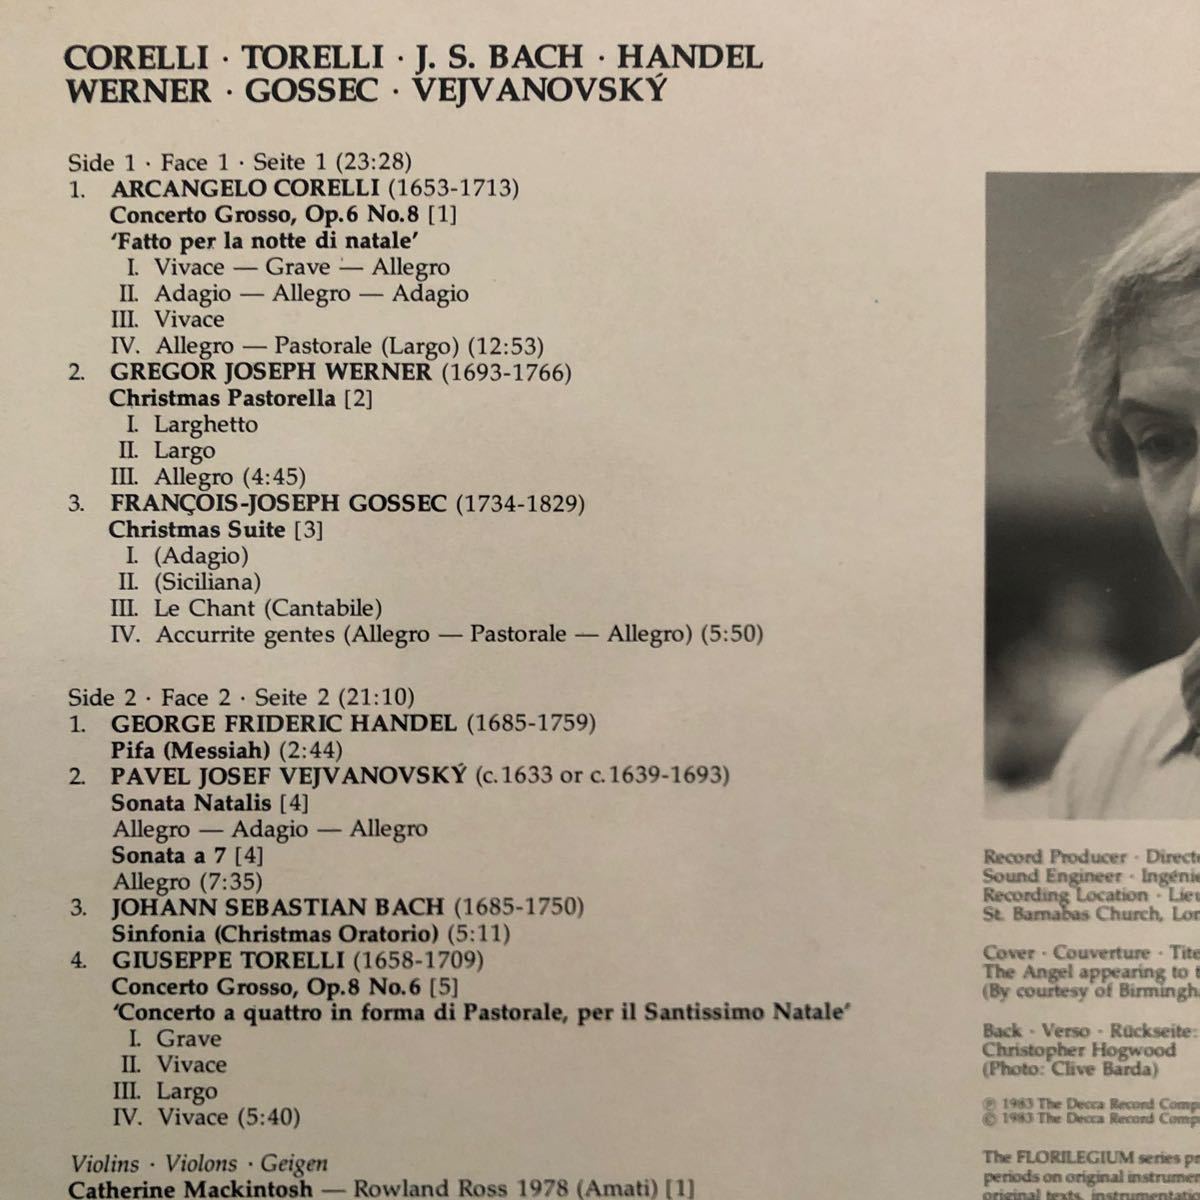 CORELLI · TORELLI · J. S. BACH · HANDEL
WERNER · GOSSEC · VEJVANOVSKÝ
Side 1 · Face 1 · Seite 1 (23:28)
1. ARCANGELO CORELLI (1653-1713)
Concerto Grosso, Op.6 No.8 [1]
‘Fatto per la notte di natale’
I. Vivace — Grave — Allegro
II. Adagio — Allegro — Adagio
III. Vivace
IV. Allegro — Pastorale (Largo) (12:53)
2. GREGOR JOSEPH WERNER (1693-1766)
Christmas Pastorella [2]
I. Larghetto
II. Largo
III. Allegro (4:45)
3. FRANÇOIS-JOSEPH GOSSEC (1734-1829)
Christmas Suite [3]
I. (Adagio)
II. (Siciliana)
III. Le Chant (Cantabile)
IV. Accurrite gentes (Allegro — Pastorale — Allegro) (5:50)
Side 2 · Face 2 · Seite 2 (21:10)
1. GEORGE FRIDERIC HANDEL (1685-1759)
Pifa (Messiah) (2:44)
2. PAVEL JOSEF VEJVANOVSKÝ (c.1633 or c.1639-1693)
Sonata Natalis [4]
Allegro — Adagio — Allegro
Sonata a 7 [4]
Allegro (7:35)
3. JOHANN SEBASTIAN BACH (1685-1750)
Sinfonia (Christmas Oratorio) (5:11)
4. GIUSEPPE TORELLI (1658-1709)
Concerto Grosso, Op.8 No.6 [5]
‘Concerto a quattro in forma di Pastorale, per il Santissimo Natale’
I. Grave
II. Vivace
III. Largo
IV. Vivace (5:40)
Violins · Violons · Geigen
Catherine Mackintosh — Rowland Ross 1978 (Amati) [1]
Record Producer · Directe
Sound Engineer · Ingénie
Recording Location · Lieu
St. Barnabas Church, Lon
Cover · Couverture · Tite
The Angel appearing to t
(By courtesy of Birmingh
Back · Verso · Rückseite:
Christopher Hogwood
(Photo: Clive Barda)
℗ 1983 The Decca Record Comp
© 1983 The Decca Record Comp
The FLORILEGIUM series pr
periods on original instrumen
original texts, instrumentat